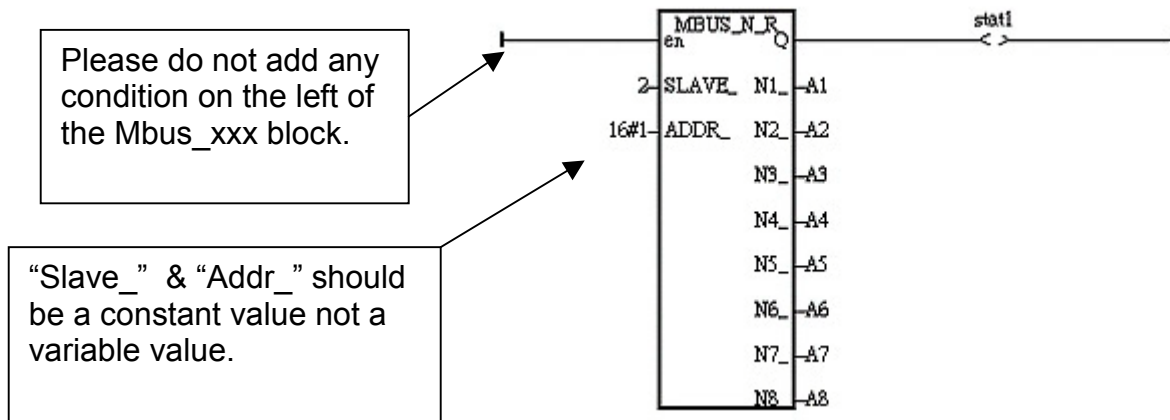 Please do not add any
condition on the left of
the Mbus_xxx block.
“Slave_” & “Addr_” should
be a constant value not a
variable value.
MBUS_N_R
en Q
stat1
2 SLAVE_ N1_ A1
16#1 ADDR_ N2_ A2
N3_ A3
N4_ A4
N5_ A5
N6_ A6
N7_ A7
N8_ A8